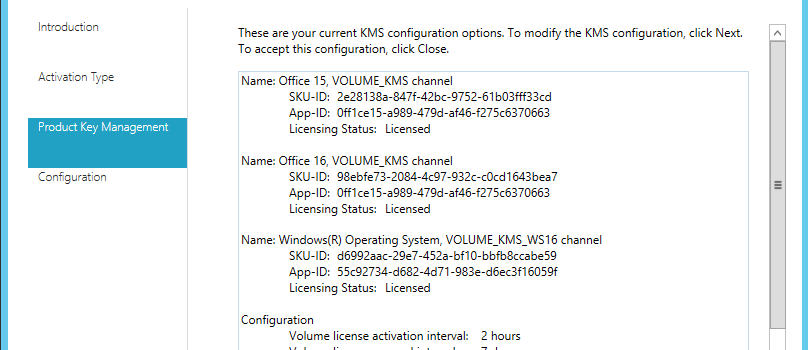 Introduction
Activation Type
Product Key Management
Configuration
These are your current KMS configuration options. To modify the KMS configuration, click Next.
To accept this configuration, click Close.
Name: Office 15, VOLUME_KMS channel
SKU-ID: 2e28138a-847f-42bc-9752-61b03fff33cd
App-ID: 0ff1ce15-a989-479d-af46-f275c6370663
Licensing Status: Licensed
Name: Office 16, VOLUME_KMS channel
SKU-ID: 98ebfe73-2084-4c97-932c-c0cd1643bea7
App-ID: 0ff1ce15-a989-479d-af46-f275c6370663
Licensing Status: Licensed
Name: Windows(R) Operating System, VOLUME_KMS_WS16 channel
SKU-ID: d6992aac-29e7-452a-bf10-bbfb8ccabe59
App-ID: 55c92734-d682-4d71-983e-d6ec3f16059f
Licensing Status: Licensed
Configuration
Volume license activation interval: 2 hours